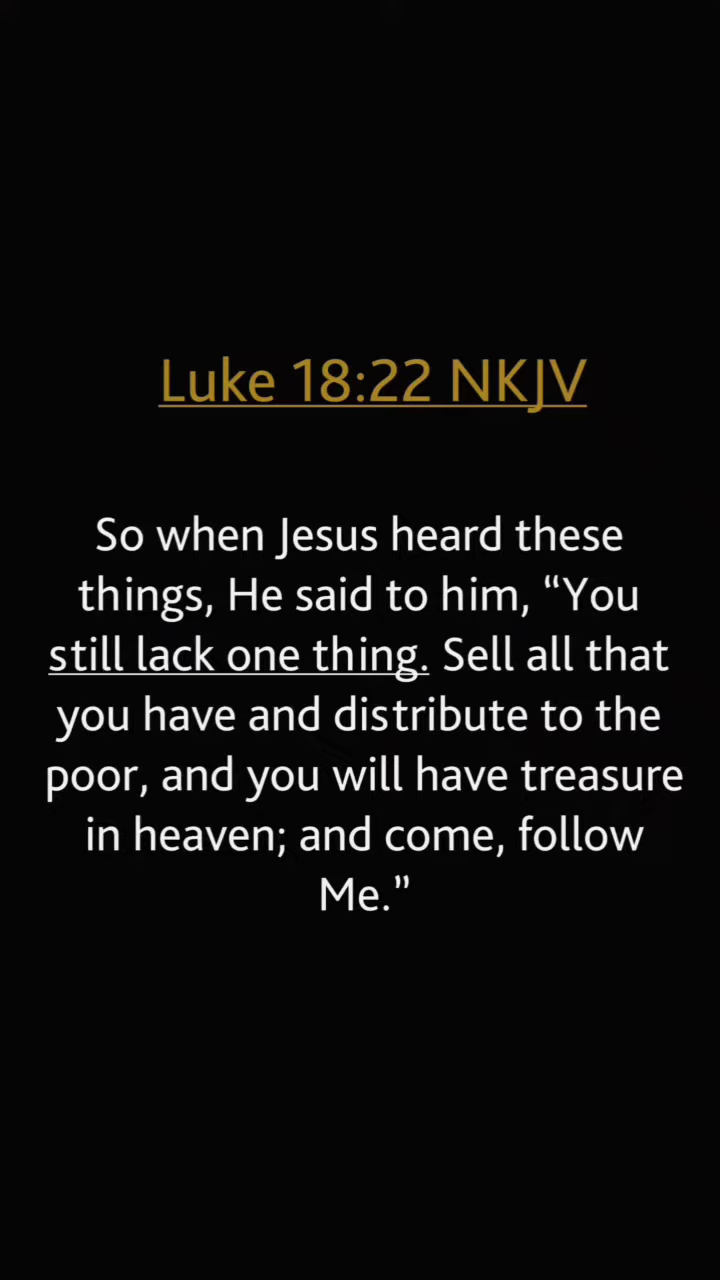 Luke 18:22 NKJV
So when Jesus heard these
things, He said to him, “You
still lack one thing. Sell all that
you have and distribute to the
poor, and you will have treasure
in heaven; and come, follow
Me.”